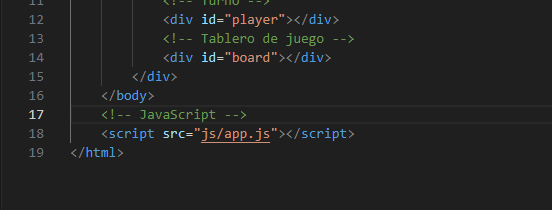 11 <!-- Turno -->
12 <div id="player"></div>
13 <!-- Tablero de juego -->
14 <div id="board"></div>
15 </div>
16 </body>
17 <!-- JavaScript -->
18 <script src="js/app.js"></script>
19 </html>